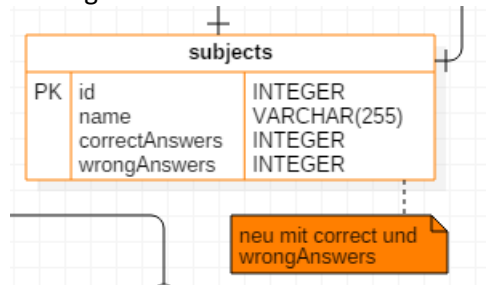 subjects
PK id INTEGER
name VARCHAR(255)
correctAnswers INTEGER
wrongAnswers INTEGER
neu mit correct und
wrongAnswers